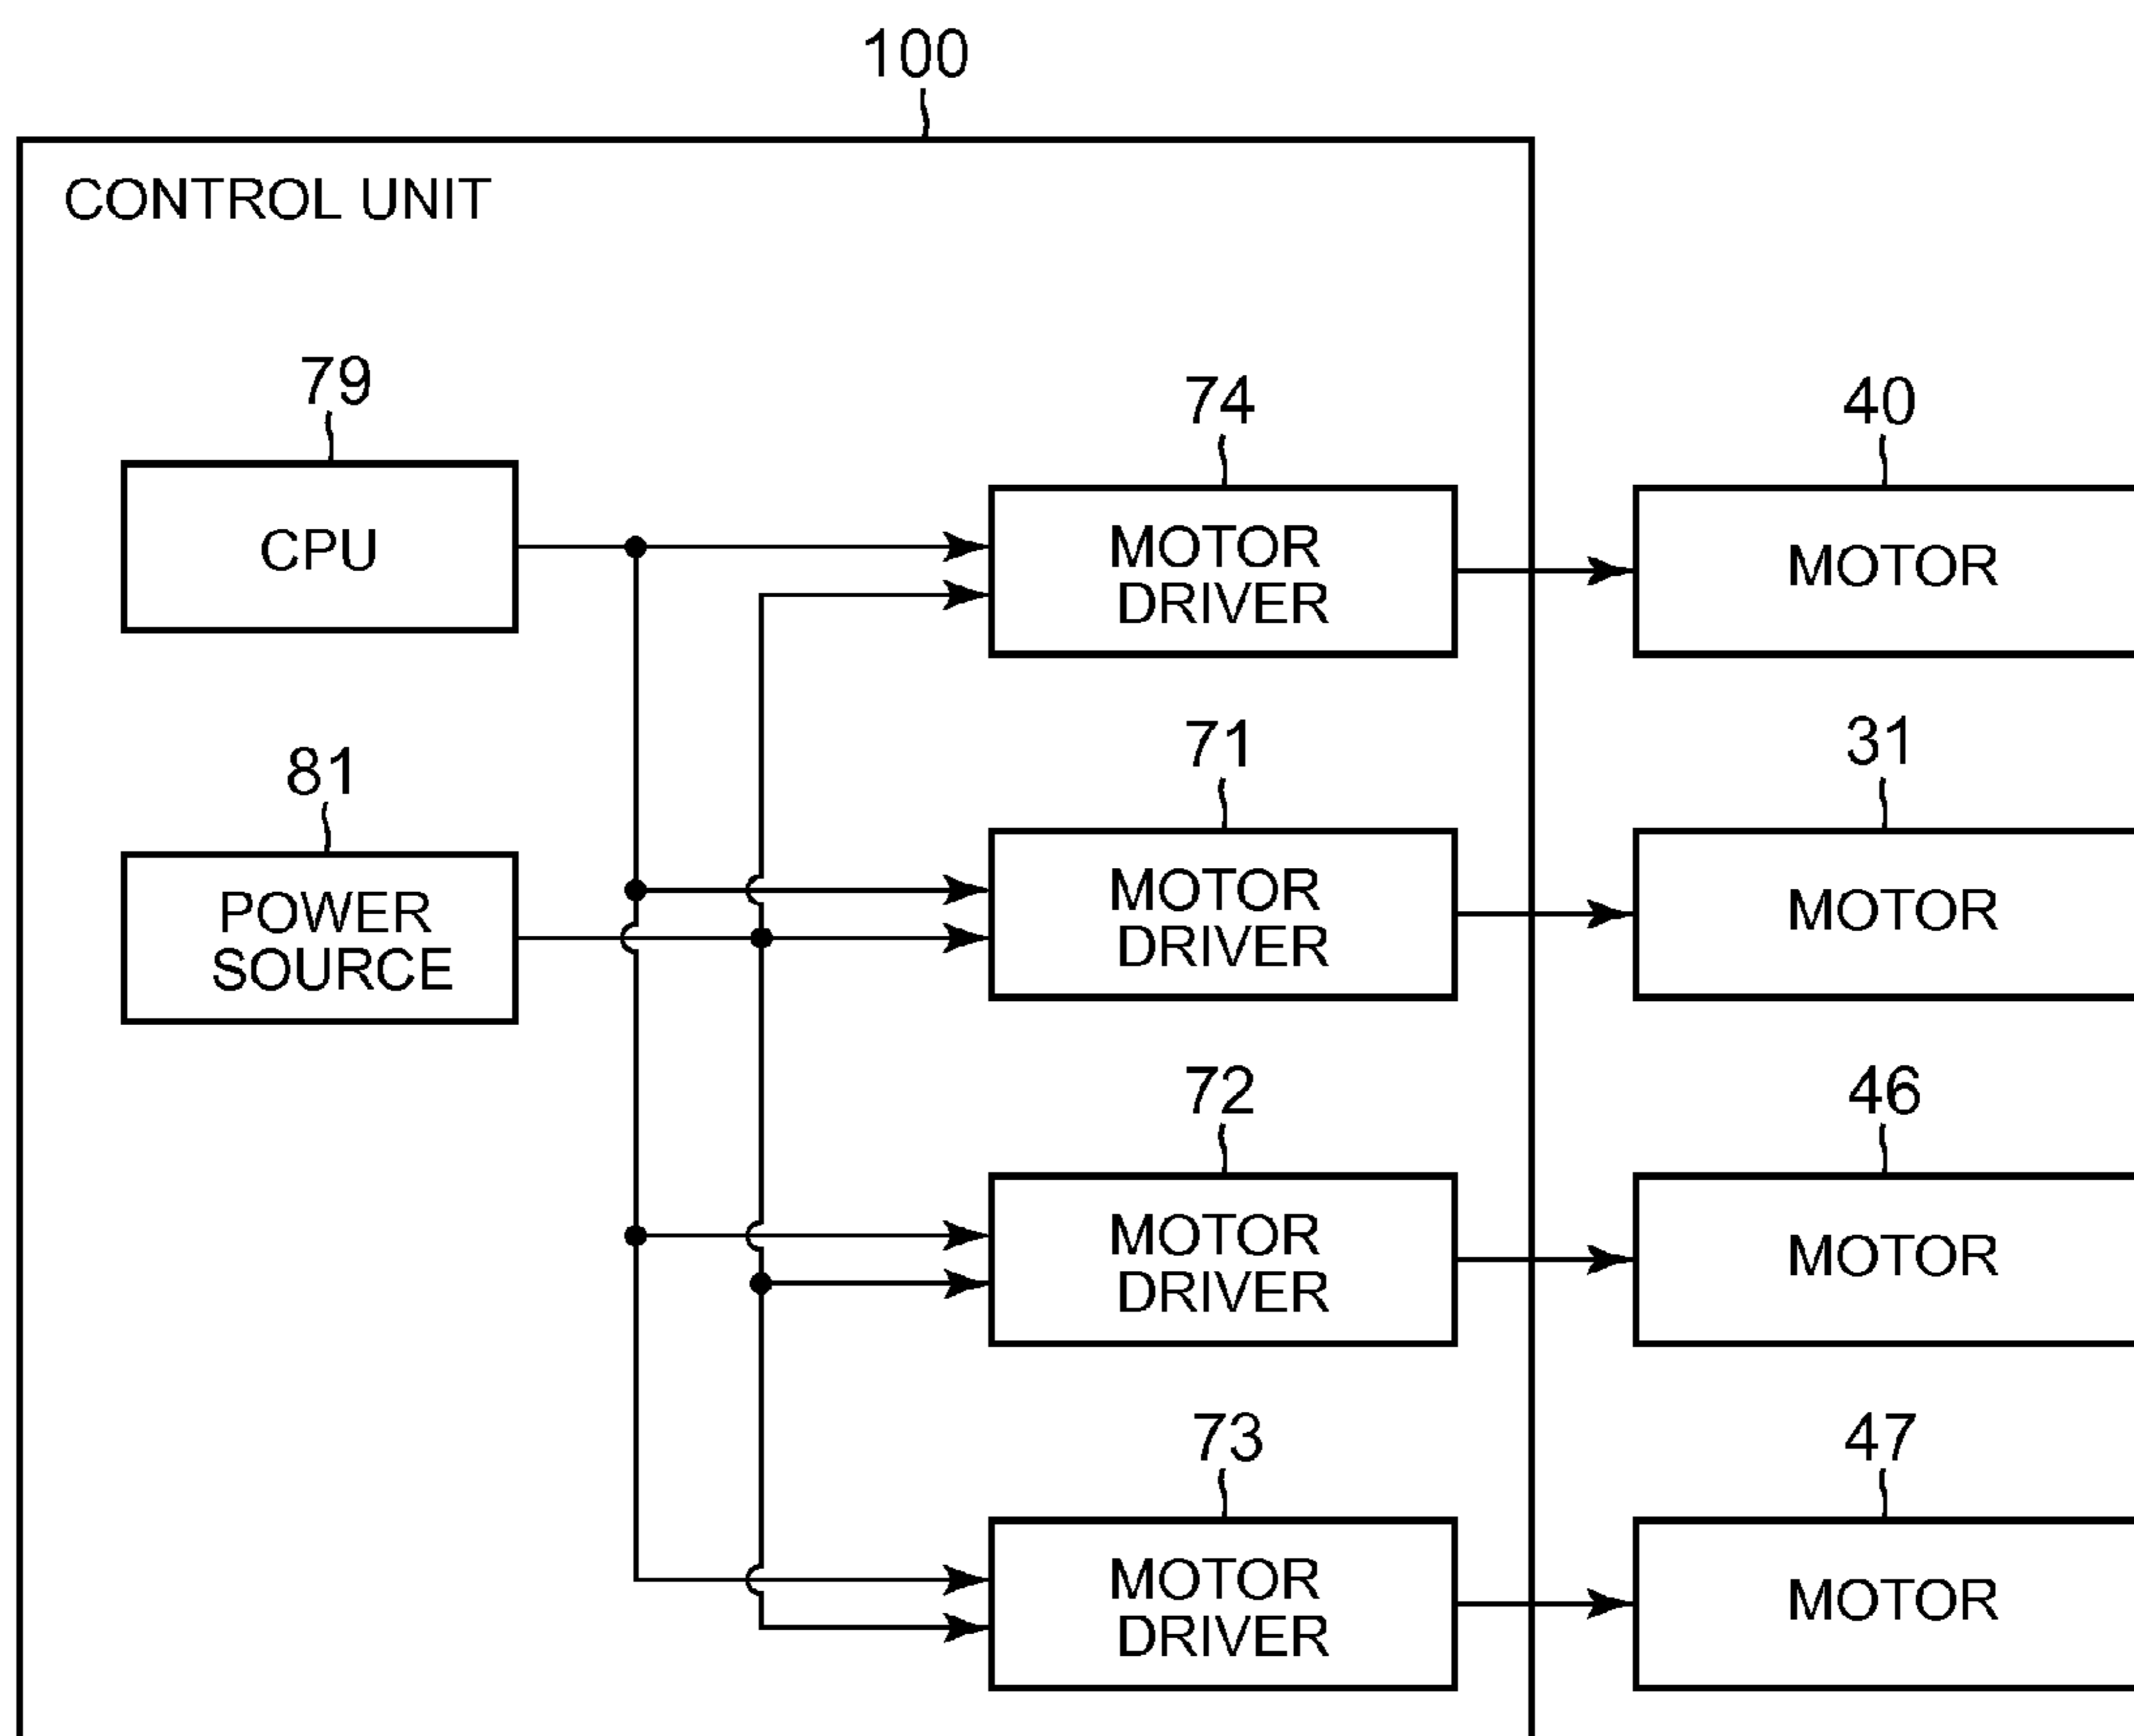 100
CONTROL UNIT
79
CPU
74
MOTOR
DRIVER
40
MOTOR
81
POWER
SOURCE
71
MOTOR
DRIVER
31
MOTOR
72
MOTOR
DRIVER
46
MOTOR
73
MOTOR
DRIVER
47
MOTOR